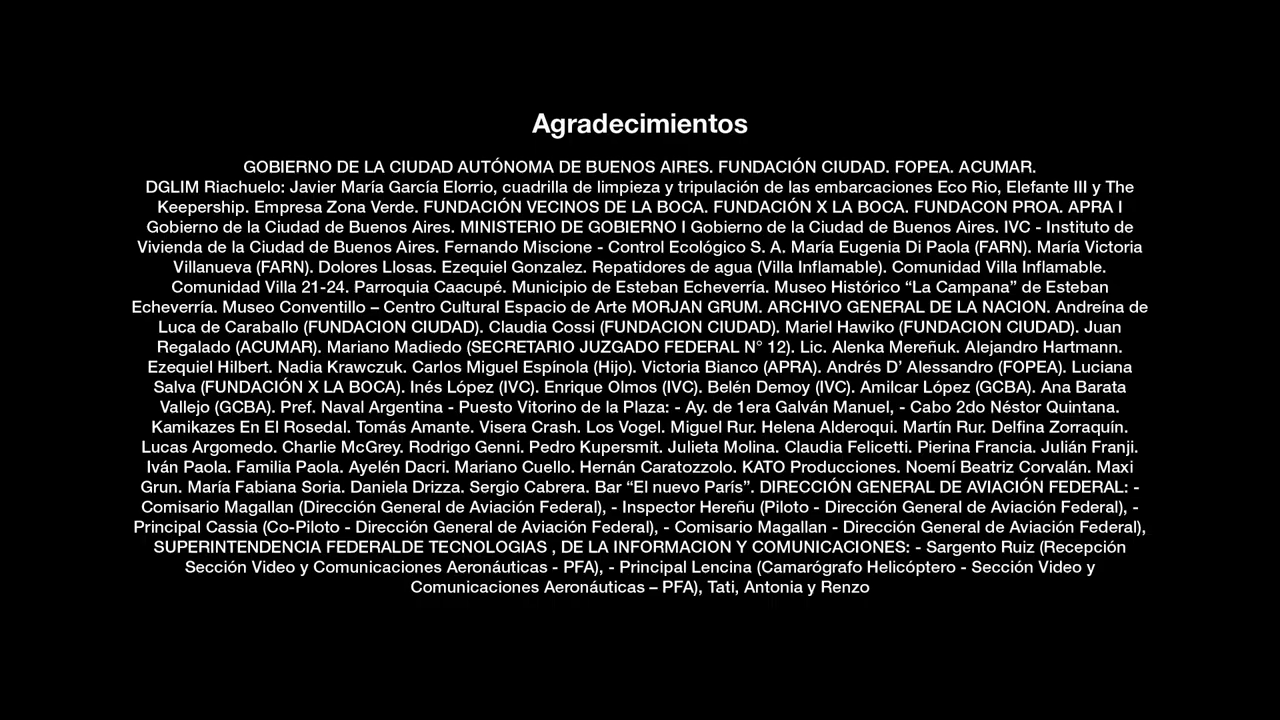 Agradecimientos
GOBIERNO DE LA CIUDAD AUTÓNOMA DE BUENOS AIRES. FUNDACIÓN CIUDAD. FOPEA. ACUMAR.
DGLIM Riachuelo: Javier María García Elorrio, cuadrilla de limpieza y tripulación de las embarcaciones Eco Rio, Elefante III y The
Keepership. Empresa Zona Verde. FUNDACIÓN VECINOS DE LA BOCA. FUNDACIÓN X LA BOCA. FUNDACON PROA. APRA I
Gobierno de la Ciudad de Buenos Aires. MINISTERIO DE GOBIERNO I Gobierno de la Ciudad de Buenos Aires. IVC - Instituto de
Vivienda de la Ciudad de Buenos Aires. Fernando Miscione - Control Ecológico S. A. María Eugenia Di Paola (FARN). María Victoria
Villanueva (FARN). Dolores Llosas. Ezequiel Gonzalez. Repatidores de agua (Villa Inflamable). Comunidad Villa Inflamable.
Comunidad Villa 21-24. Parroquia Caacupé. Municipio de Esteban Echeverría. Museo Histórico “La Campana” de Esteban
Echeverría. Museo Conventillo – Centro Cultural Espacio de Arte MORJAN GRUM. ARCHIVO GENERAL DE LA NACION. Andreína de
Luca de Caraballo (FUNDACION CIUDAD). Claudia Cossi (FUNDACION CIUDAD). Mariel Hawiko (FUNDACION CIUDAD). Juan
Regalado (ACUMAR). Mariano Madiedo (SECRETARIO JUZGADO FEDERAL N° 12). Lic. Alenka Mereñuk. Alejandro Hartmann.
Ezequiel Hilbert. Nadia Krawczuk. Carlos Miguel Espínola (Hijo). Victoria Bianco (APRA). Andrés D’ Alessandro (FOPEA). Luciana
Salva (FUNDACIÓN X LA BOCA). Inés López (IVC). Enrique Olmos (IVC). Belén Demoy (IVC). Amilcar López (GCBA). Ana Barata
Vallejo (GCBA). Pref. Naval Argentina - Puesto Vitorino de la Plaza: - Ay. de 1era Galván Manuel, - Cabo 2do Néstor Quintana.
Kamikazes En El Rosedal. Tomás Amante. Visera Crash. Los Vogel. Miguel Rur. Helena Alderoqui. Martín Rur. Delfina Zorraquín.
Lucas Argomedo. Charlie McGrey. Rodrigo Genni. Pedro Kupersmit. Julieta Molina. Claudia Felicetti. Pierina Francia. Julián Franji.
Iván Paola. Familia Paola. Ayelén Dacri. Mariano Cuello. Hernán Caratozzolo. KATO Producciones. Noemí Beatriz Corvalán. Maxi
Grun. María Fabiana Soria. Daniela Drizza. Sergio Cabrera. Bar “El nuevo París”. DIRECCIÓN GENERAL DE AVIACIÓN FEDERAL: -
Comisario Magallan (Dirección General de Aviación Federal), - Inspector Hereñu (Piloto - Dirección General de Aviación Federal), -
Principal Cassia (Co-Piloto - Dirección General de Aviación Federal), - Comisario Magallan - Dirección General de Aviación Federal),
SUPERINTENDENCIA FEDERALDE TECNOLOGIAS , DE LA INFORMACION Y COMUNICACIONES: - Sargento Ruiz (Recepción
Sección Video y Comunicaciones Aeronáuticas - PFA), - Principal Lencina (Camarógrafo Helicóptero - Sección Video y
Comunicaciones Aeronáuticas – PFA), Tati, Antonia y Renzo